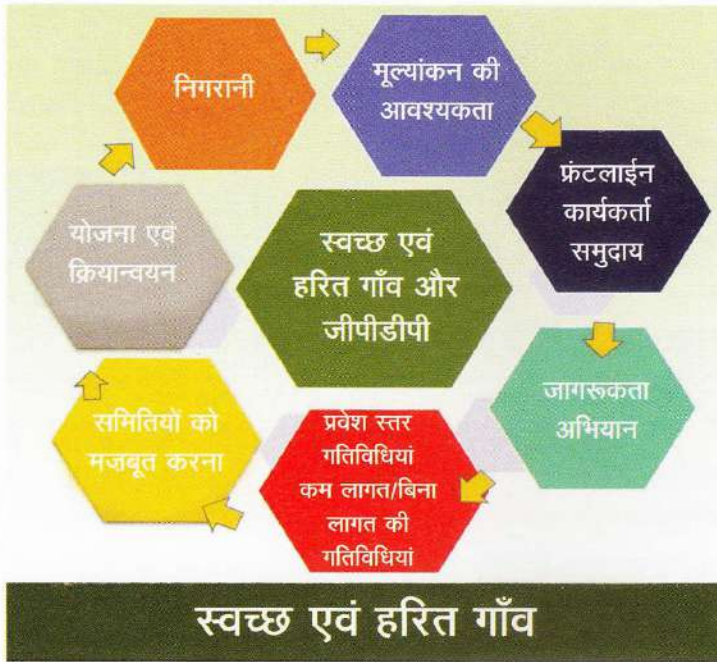 निगरानी
मूल्यांकन की
आवश्यकता
फ्रंटलाईन
कार्यकर्ता
समुदाय
जागरूकता
अभियान
प्रवेश स्तर
गतिविधियां
कम लागत/बिना
लागत की
गतिविधियां
समितियों को
मज़बूत करना
योजना एवं
क्रियान्वयन
स्वच्छ एवं
हरित गाँव और
जीपीडीपी
स्वच्छ एवं हरित गाँव